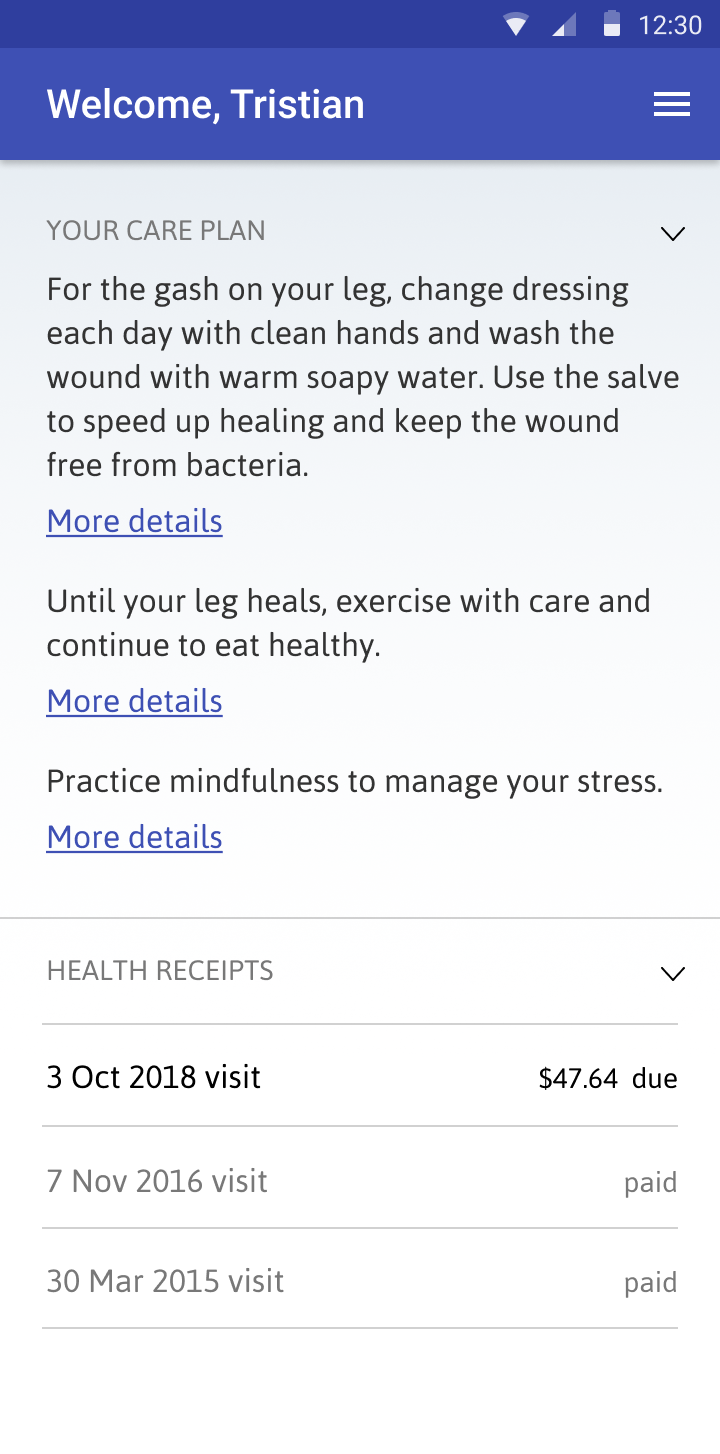 12:30
Welcome, Tristian
YOUR CARE PLAN
For the gash on your leg, change dressing
each day with clean hands and wash the
wound with warm soapy water. Use the salve
to speed up healing and keep the wound
free from bacteria.
More details
Until your leg heals, exercise with care and
continue to eat healthy.
More details
Practice mindfulness to manage your stress.
More details
HEALTH RECEIPTS
3 Oct 2018 visit $47.64 due
7 Nov 2016 visit paid
30 Mar 2015 visit paid